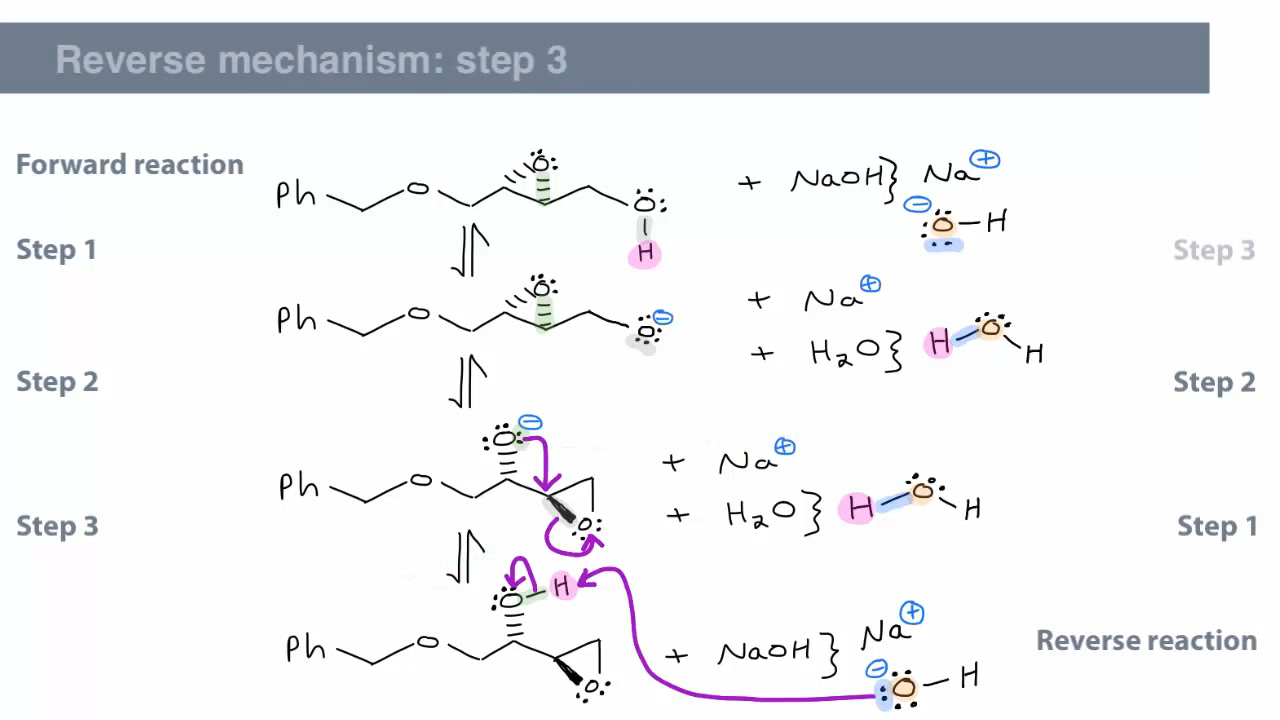 Reverse mechanism: step 3
Forward reaction
Ph O O O H + NaOH} Na ⊕ ⊖ O H
Step 1
Step 3
Ph O O O ⊖ + Na ⊕
+ H₂O} H O H
Step 2
Step 2
Ph O O ⊖ O + Na ⊕
+ H₂O} H O H
Step 3
Step 1
Ph O O H O + NaOH} Na ⊕ ⊖ O H
Reverse reaction